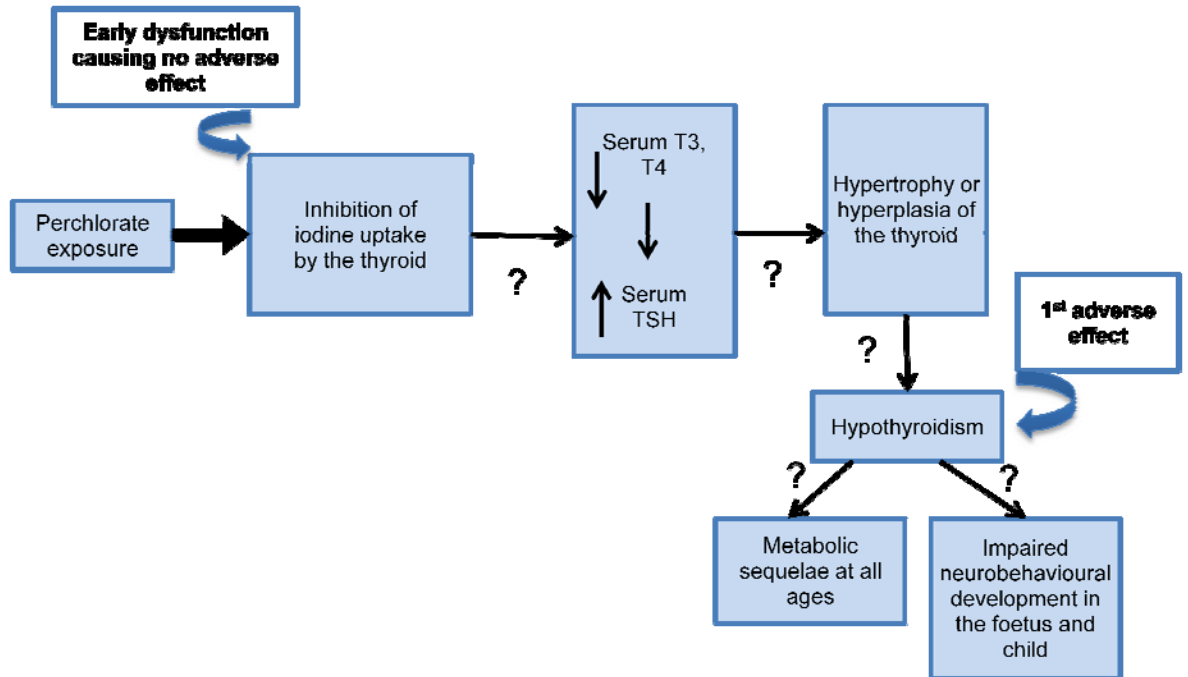 Early dysfunction
causing no adverse
effect
Perchlorate
exposure
Inhibition of
iodine uptake
by the thyroid
?
Serum T3,
T4
Serum
TSH
?
Hypertrophy or
hyperplasia of
the thyroid
1st adverse
effect
?
Hypothyroidism
?
?
Metabolic
sequelae at all
ages
Impaired
neurobehavioural
development in
the foetus and
child